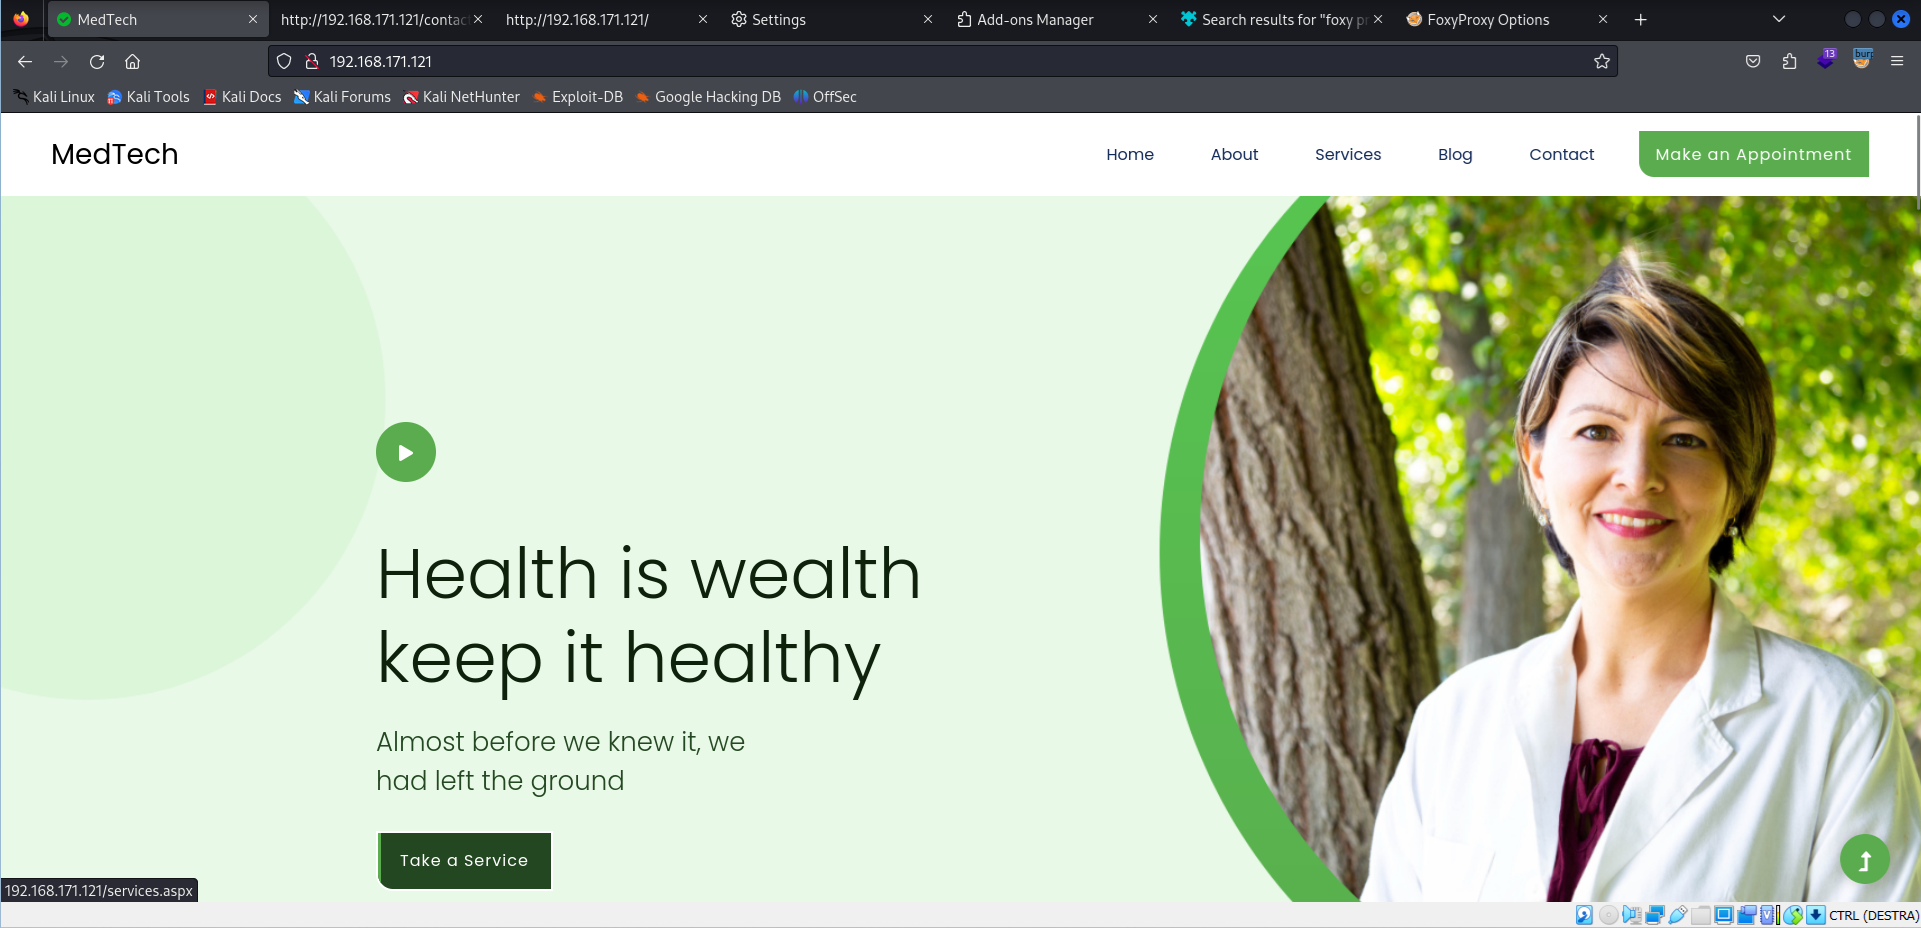 MedTech
http://192.168.171.121/contac
http://192.168.171.121/
Settings
Add-ons Manager
Search results for "foxy pr
FoxyProxy Options
192.168.171.121
13
burp
Kali Linux
Kali Tools
Kali Docs
Kali Forums
Kali NetHunter
Exploit-DB
Google Hacking DB
OffSec
MedTech
Home
About
Services
Blog
Contact
Make an Appointment
Health is wealth
keep it healthy
Almost before we knew it, we
had left the ground
Take a Service
192.168.171.121/services.aspx
CTRL (DESTRA)